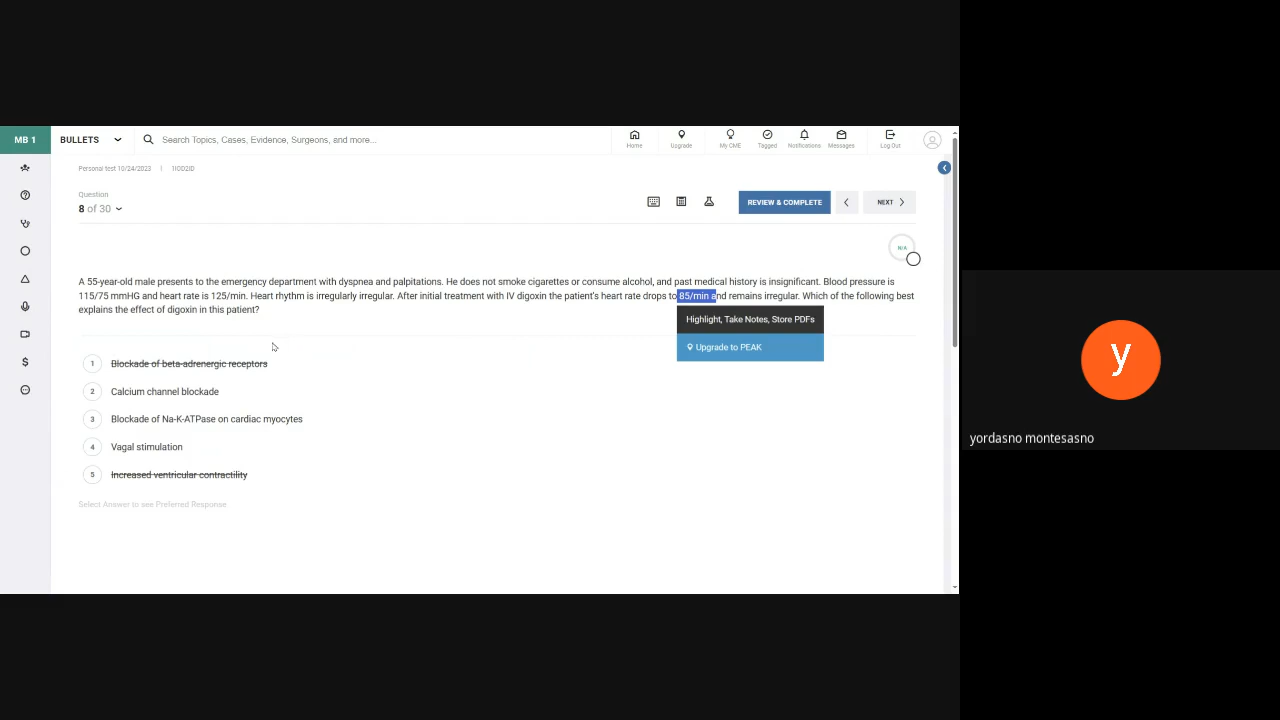 MB 1
BULLETS
Search Topics, Cases, Evidence, Surgeons, and more...
Home
Upgrade
My CME
Tagged
Notifications
Messages
Log Out
Personal test 10/24/2023
Question
8 of 30
REVIEW & COMPLETE
NEXT
N/A
A 55-year-old male presents to the emergency department with dyspnea and palpitations. He does not smoke cigarettes or consume alcohol, and past medical history is insignificant. Blood pressure is
115/75 mmHG and heart rate is 125/min. Heart rhythm is irregularly irregular. After initial treatment with IV digoxin the patient's heart rate drops to 85/min and remains irregular. Which of the following best
explains the effect of digoxin in this patient?
Highlight, Take Notes, Store PDFs
Upgrade to PEAK
1 Blockade of beta-adrenergic receptors
2 Calcium channel blockade
3 Blockade of Na-K-ATPase on cardiac myocytes
4 Vagal stimulation
5 Increased ventricular contractility
Select Answer to see Preferred Response
y
yordasno montesasno